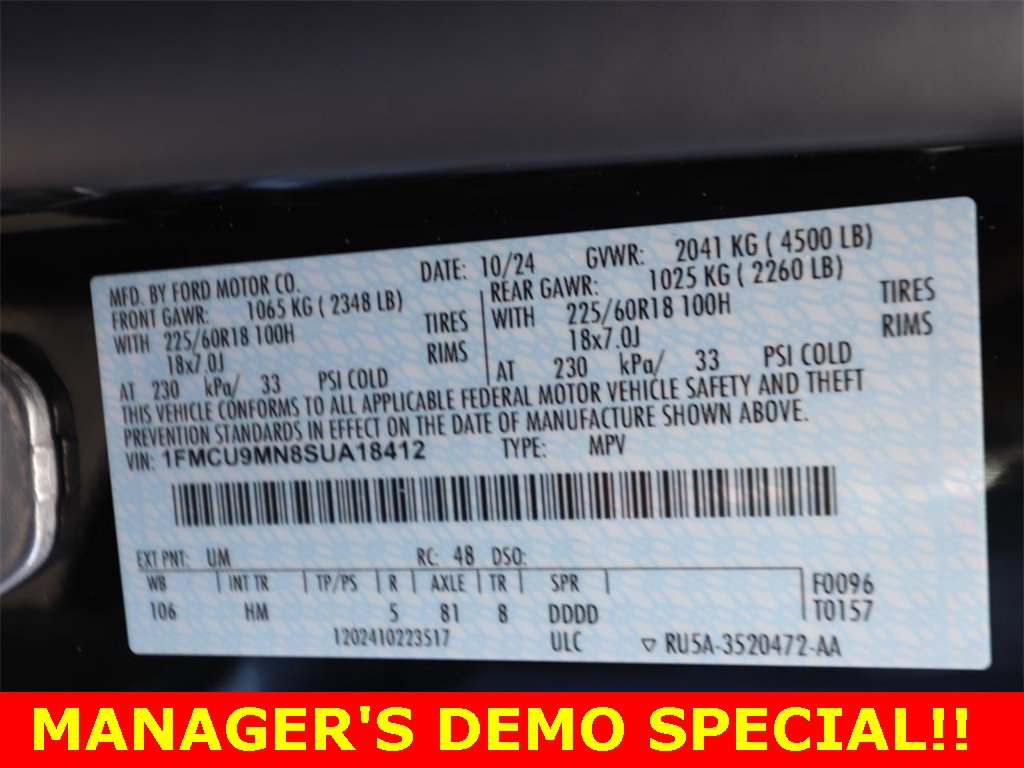 MFD. BY FORD MOTOR CO. DATE: 10/24 GVWR: 2041 KG ( 4500 LB)
FRONT GAWR: 1065 KG ( 2348 LB) REAR GAWR: 1025 KG ( 2260 LB)
WITH 225/60R18 100H TIRES WITH 225/60R18 100H TIRES
18x7.0J RIMS 18x7.0J RIMS
AT 230 kPa/ 33 PSI COLD AT 230 kPa/ 33 PSI COLD
THIS VEHICLE CONFORMS TO ALL APPLICABLE FEDERAL MOTOR VEHICLE SAFETY AND THEFT
PREVENTION STANDARDS IN EFFECT ON THE DATE OF MANUFACTURE SHOWN ABOVE.
VIN: 1FMCU9MN8SUA18412 TYPE: MPV
EXT PNT: UM RC: 48 DSO:
WB INT TR TP/PS R AXLE TR SPR F0096
106 HM 5 81 8 DDDD T0157
1202410223517 ULC ▽ RU5A-3520472-AA
MANAGER'S DEMO SPECIAL!!